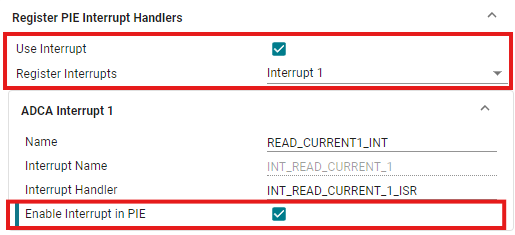 Register PIE Interrupt Handlers
Use Interrupt
Register Interrupts Interrupt 1
ADCA Interrupt 1
Name READ_CURRENT1_INT
Interrupt Name INT_READ_CURRENT_1
Interrupt Handler INT_READ_CURRENT_1_ISR
Enable Interrupt in PIE